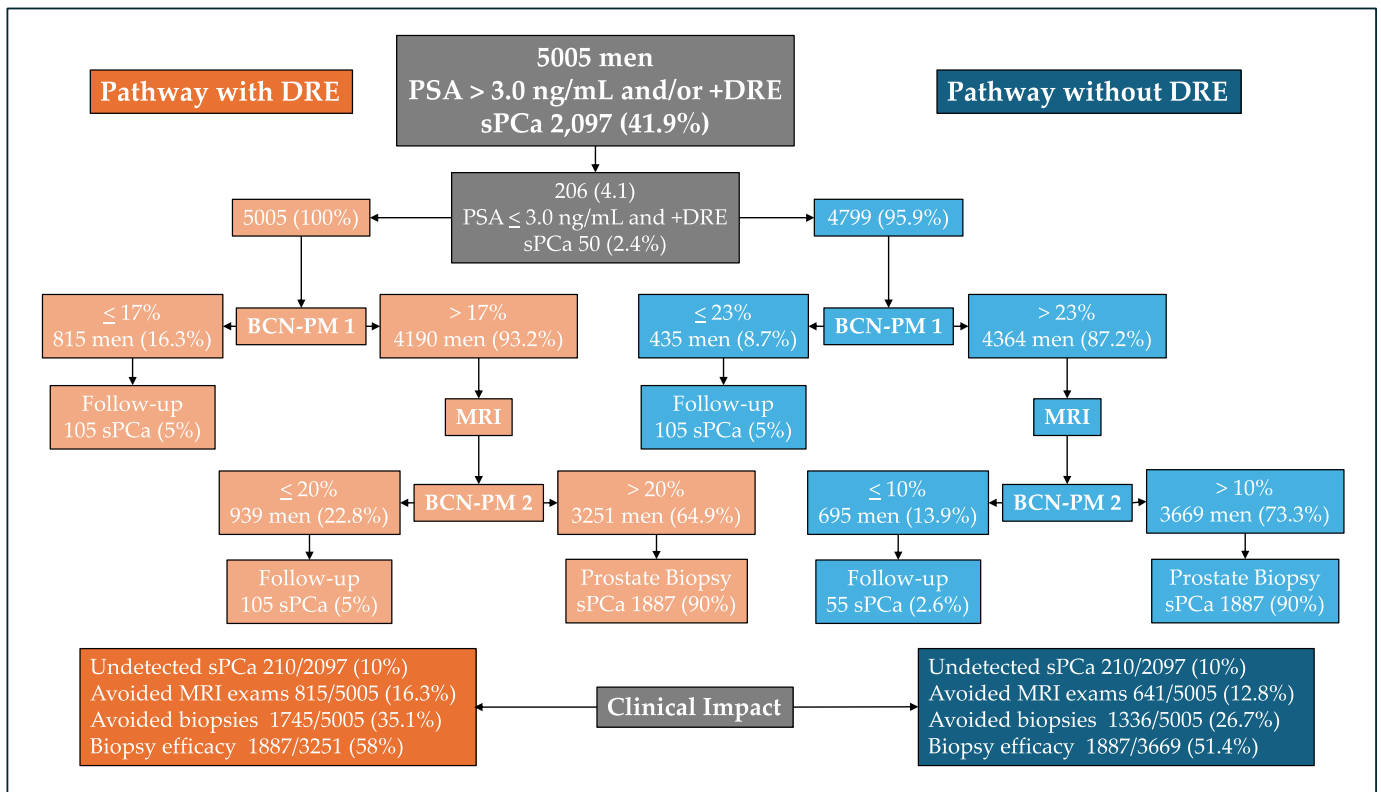 5005 men
PSA > 3.0 ng/mL and/or +DRE
sPCa 2,097 (41.9%)
Pathway with DRE
Pathway without DRE
206 (4.1)
PSA ≤ 3.0 ng/mL and +DRE
sPCa 50 (2.4%)
5005 (100%)
4799 (95.9%)
≤ 17%
815 men (16.3%)
BCN-PM 1
> 17%
4190 men (93.2%)
≤ 23%
435 men (8.7%)
BCN-PM 1
> 23%
4364 men (87.2%)
Follow-up
105 sPCa (5%)
MRI
Follow-up
105 sPCa (5%)
MRI
≤ 20%
939 men (22.8%)
BCN-PM 2
> 20%
3251 men (64.9%)
≤ 10%
695 men (13.9%)
BCN-PM 2
> 10%
3669 men (73.3%)
Follow-up
105 sPCa (5%)
Prostate Biopsy
sPCa 1887 (90%)
Follow-up
55 sPCa (2.6%)
Prostate Biopsy
sPCa 1887 (90%)
Undetected sPCa 210/2097 (10%)
Avoided MRI exams 815/5005 (16.3%)
Avoided biopsies 1745/5005 (35.1%)
Biopsy efficacy 1887/3251 (58%)
Clinical Impact
Undetected sPCa 210/2097 (10%)
Avoided MRI exams 641/5005 (12.8%)
Avoided biopsies 1336/5005 (26.7%)
Biopsy efficacy 1887/3669 (51.4%)